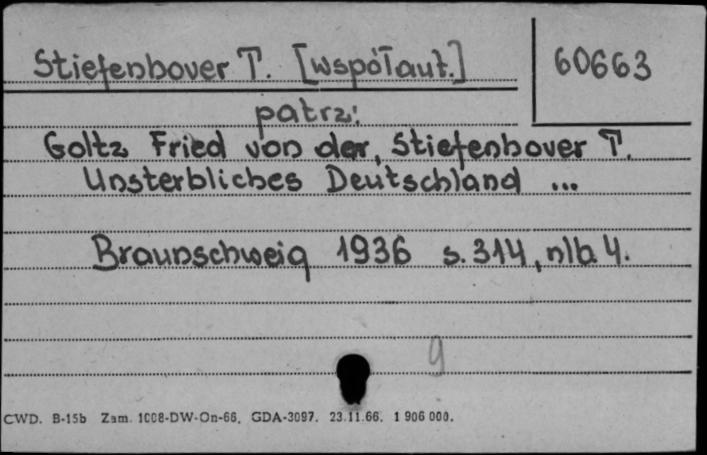 Stiefenhover T. [współaut.]
60663
patrz:
Goltz Fried von der, Stiefenhover T.
Unsterbliches Deutschland ...
Braunschweig 1936 s. 314, nlb. 4.
9
CWD. B-15b Zam. 1008-DW-On-66. GDA-3097. 23.11.66. 1 906 000.